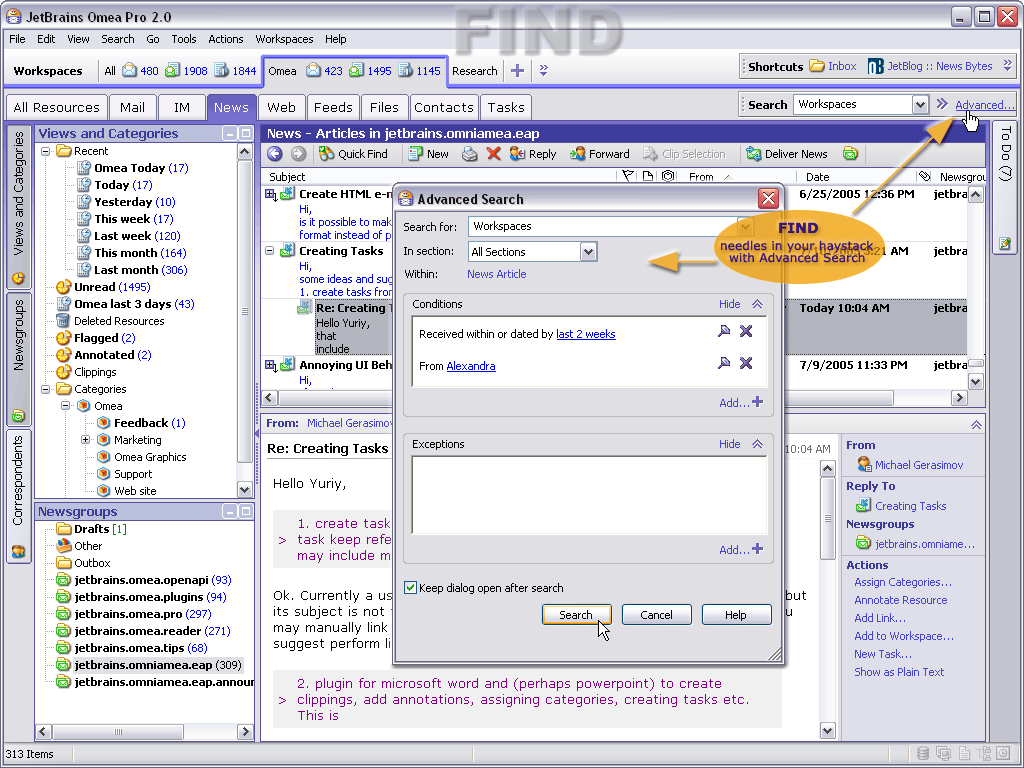 JetBrains Omea Pro 2.0
FIND
File Edit View Search Go Tools Actions Workspaces Help
Workspaces All 480 1908 1844 Omea 423 1495 1145 Research
Shortcuts Inbox JetBlog :: News Bytes
All Resources Mail IM News Web Feeds Files Contacts Tasks
Search Workspaces Advanced...
Views and Categories
Newsgroups
Correspondents
Views and Categories
Recent
Omea Today (17)
Today (17)
Yesterday (10)
This week (17)
Last week (120)
This month (164)
Last month (306)
Unread (1495)
Omea last 3 days (43)
Deleted Resources
Flagged (2)
Annotated (2)
Clippings
Categories
Omea
Feedback (1)
Marketing
Omea Graphics
Support
Web site
Newsgroups
Drafts [1]
Other
Outbox
jetbrains.omea.openapi (93)
jetbrains.omea.plugins (94)
jetbrains.omea.pro (297)
jetbrains.omea.reader (271)
jetbrains.omea.tips (68)
jetbrains.omniamea.eap (309)
jetbrains.omniamea.eap.announ
News - Articles in jetbrains.omniamea.eap
Quick Find New Reply Forward Clip Selection Deliver News
Subject From Date Newsgrou
Create HTML e-m 6/25/2005 12:36 PM jetbra
Hi,
is it possible to mak
format instead of p
Creating Tasks :21 AM jetbra
Hi,
some ideas and sug
1. create tasks from
Re: Creating T Today 10:04 AM jetbra
Hello Yuriy,
that
include
Annoying UI Beh 7/9/2005 11:33 PM jetbra
Hi,
FIND
needles in your haystack
with Advanced Search
Advanced Search
Search for: Workspaces
In section: All Sections
Within: News Article
Conditions Hide
Received within or dated by last 2 weeks
From Alexandra
Add...
Exceptions Hide
Add...
Keep dialog open after search
Search Cancel Help
From: Michael Gerasimov
Re: Creating Tasks 10:04 AM
Hello Yuriy,
1. create task
> task keep refe
may include m
Ok. Currently a us but
its subject is not u
may manually link
suggest perform li
2. plugin for microsoft word and (perhaps powerpoint) to create
> clippings, add annotations, assigning categories, creating tasks etc.
This is
From
Michael Gerasimov
Reply To
Creating Tasks
Newsgroups
jetbrains.omniame...
Actions
Assign Categories...
Annotate Resource
Add Link...
Add to Workspace...
New Task...
Show as Plain Text
To Do (7)
313 Items